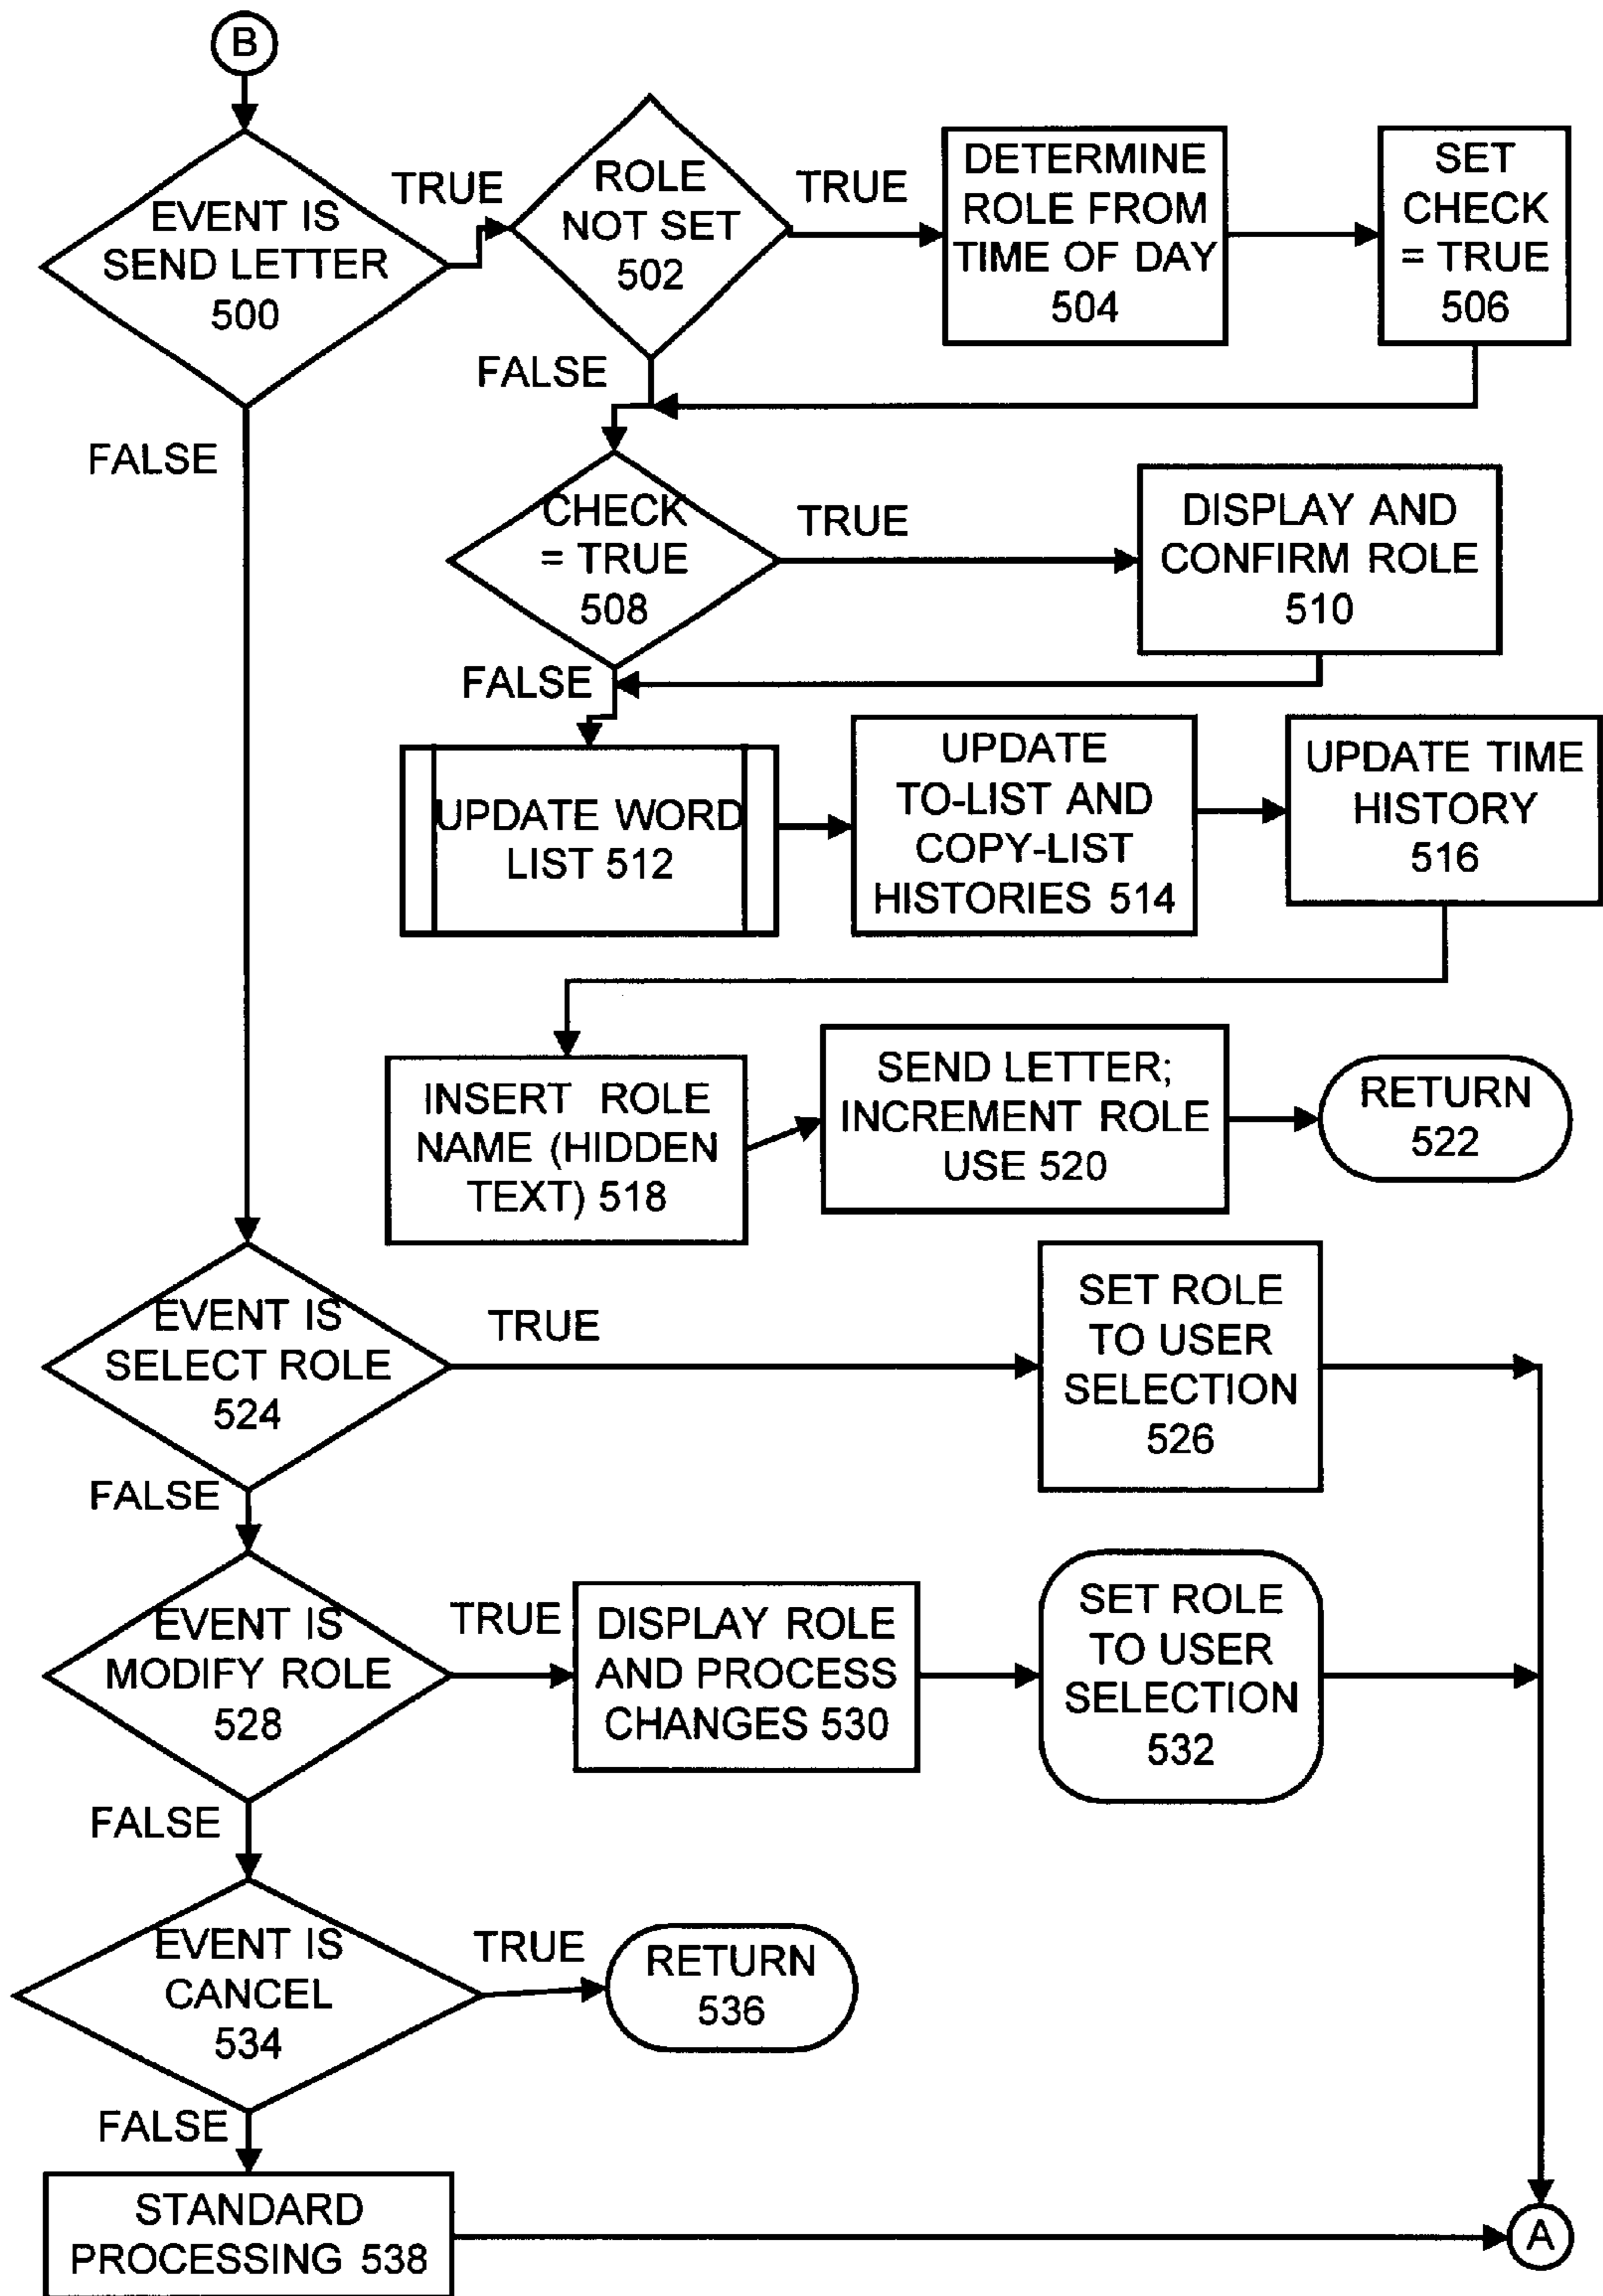 B
EVENT IS
SEND LETTER
500
TRUE
ROLE
NOT SET
502
TRUE
DETERMINE
ROLE FROM
TIME OF DAY
504
SET
CHECK
= TRUE
506
FALSE
FALSE
CHECK
= TRUE
508
TRUE
DISPLAY AND
CONFIRM ROLE
510
FALSE
UPDATE WORD
LIST 512
UPDATE
TO-LIST AND
COPY-LIST
HISTORIES 514
UPDATE TIME
HISTORY
516
INSERT ROLE
NAME (HIDDEN
TEXT) 518
SEND LETTER;
INCREMENT ROLE
USE 520
RETURN
522
EVENT IS
SELECT ROLE
524
TRUE
SET ROLE
TO USER
SELECTION
526
FALSE
EVENT IS
MODIFY ROLE
528
TRUE
DISPLAY ROLE
AND PROCESS
CHANGES 530
SET ROLE
TO USER
SELECTION
532
FALSE
EVENT IS
CANCEL
534
TRUE
RETURN
536
FALSE
STANDARD
PROCESSING 538
A